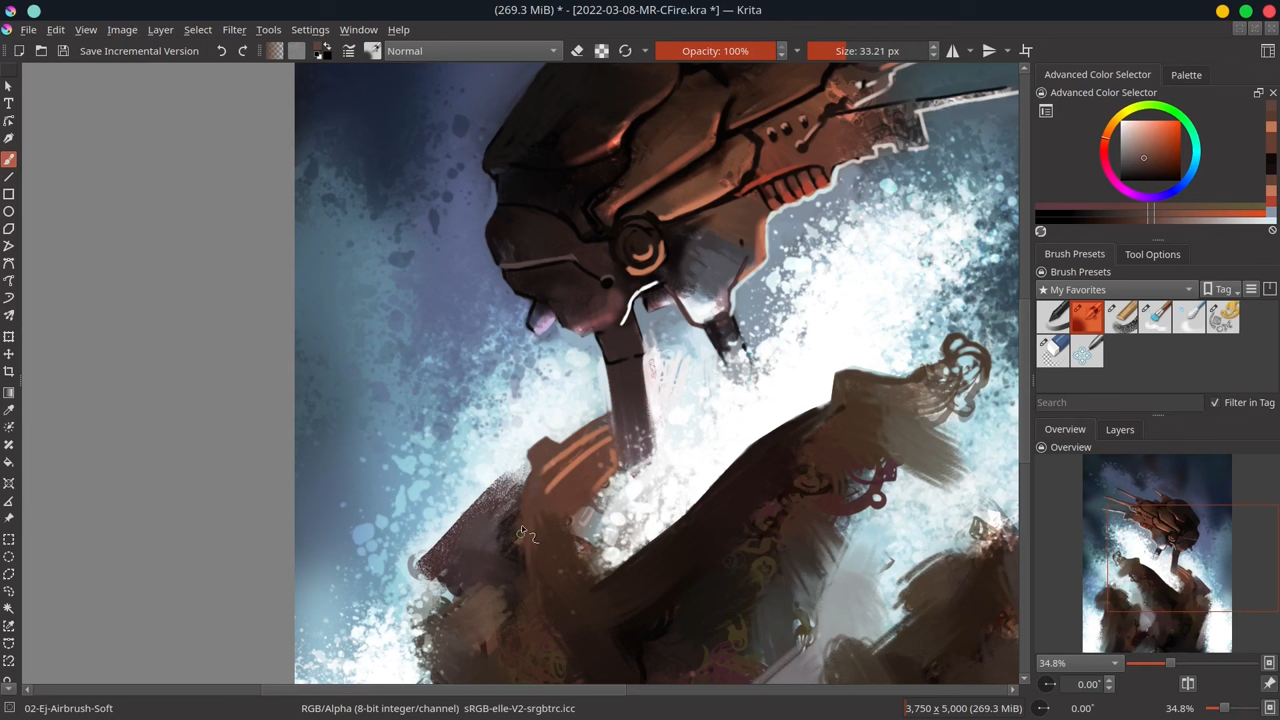 (269.3 MiB) * - [2022-03-08-MR-CFire.kra *] – Krita
File Edit View Image Layer Select Filter Tools Settings Window Help
Save Incremental Version Normal Opacity: 100% Size: 33.21 px
Advanced Color Selector Palette
Advanced Color Selector
Brush Presets Tool Options
Brush Presets
★ My Favorites Tag
Search Filter in Tag
Overview Layers
Overview
34.8%
0.00°
02-Ej-Airbrush-Soft RGB/Alpha (8-bit integer/channel) sRGB-elle-V2-srgbtrc.icc 3,750 x 5,000 (269.3 MiB) 0.00° 34.8%